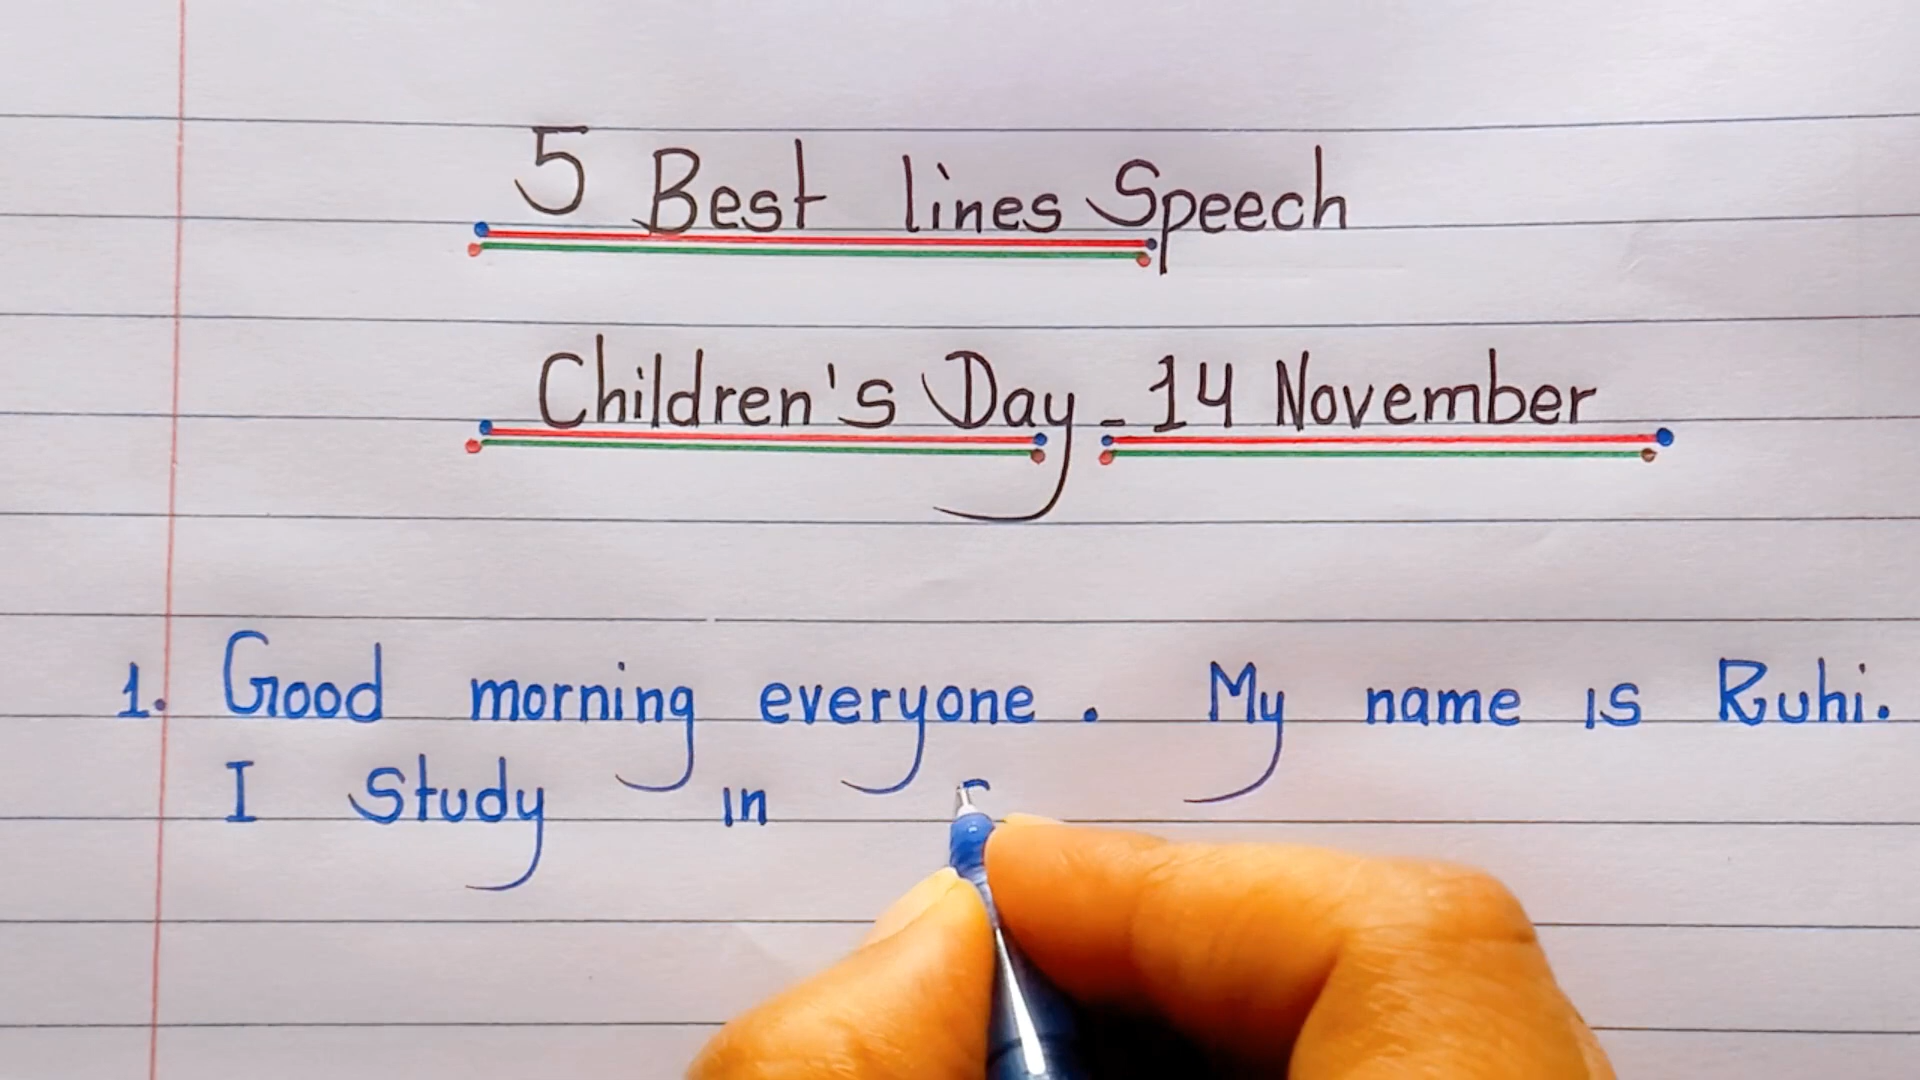 5 Best lines Speech
Children's Day - 14 November
1. Good morning everyone. My name is Ruhi.
I Study in